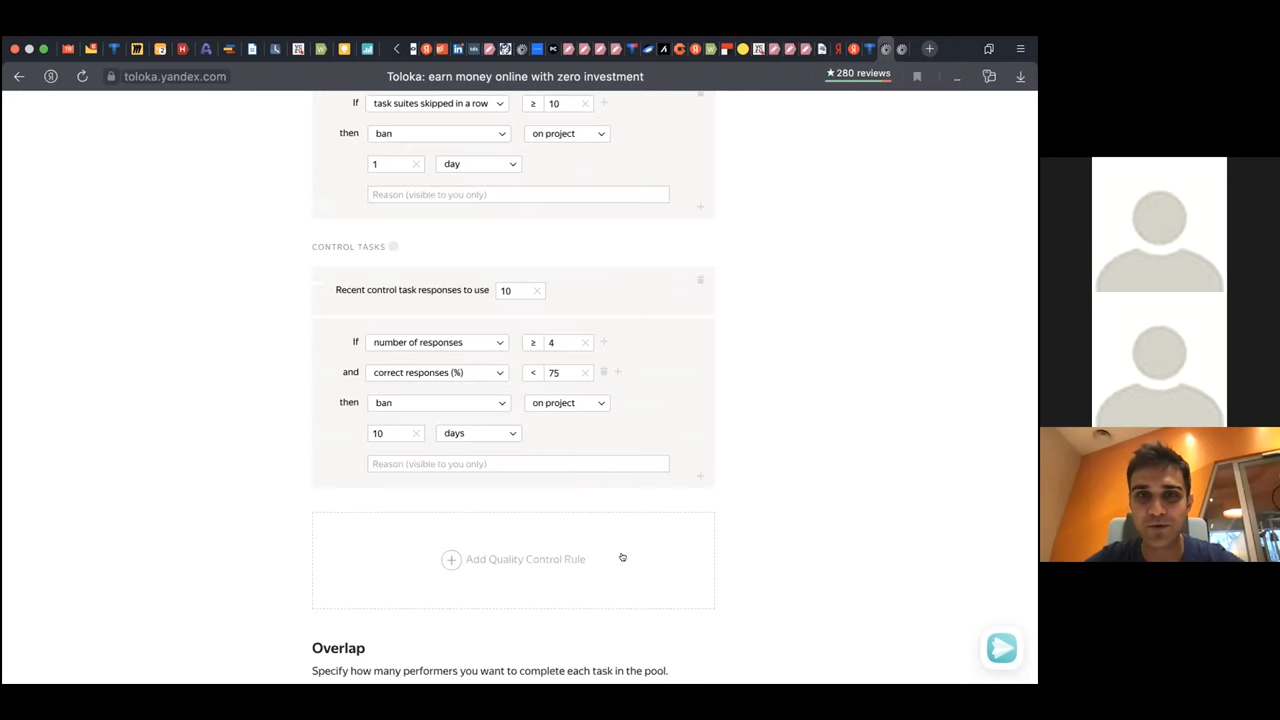 toloka.yandex.com
Toloka: earn money online with zero investment
★280 reviews
If task suites skipped in a row ≥ 10
then ban on project
1 day
Reason (visible to you only)
CONTROL TASKS
Recent control task responses to use 10
If number of responses ≥ 4
and correct responses (%) < 75
then ban on project
10 days
Reason (visible to you only)
Add Quality Control Rule
Overlap
Specify how many performers you want to complete each task in the pool.